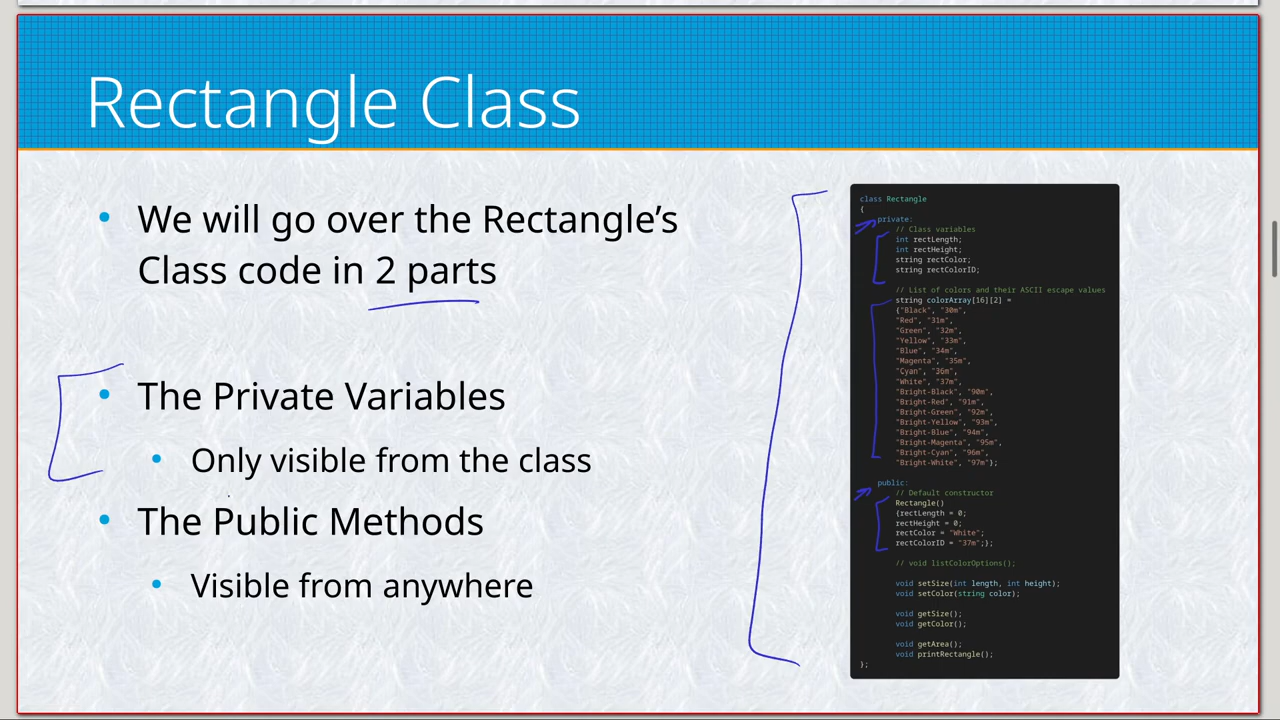 Rectangle Class
• We will go over the Rectangle’s
Class code in 2 parts
• The Private Variables
• Only visible from the class
• The Public Methods
• Visible from anywhere
class Rectangle
{
private:
// Class variables
int rectLength;
int rectHeight;
string rectColor;
string rectColorID;
// List of colors and their ASCII escape values
string colorArray[16][2] =
{"Black", "30m",
"Red", "31m",
"Green", "32m",
"Yellow", "33m",
"Blue", "34m",
"Magenta", "35m",
"Cyan", "36m",
"White", "37m",
"Bright-Black", "90m",
"Bright-Red", "91m",
"Bright-Green", "92m",
"Bright-Yellow", "93m",
"Bright-Blue", "94m",
"Bright-Magenta", "95m",
"Bright-Cyan", "96m",
"Bright-White", "97m"};
public:
// Default constructor
Rectangle()
{rectLength = 0;
rectHeight = 0;
rectColor = "White";
rectColorID = "37m";};
// void listColorOptions();
void setSize(int length, int height);
void setColor(string color);
void getSize();
void getColor();
void getArea();
void printRectangle();
};